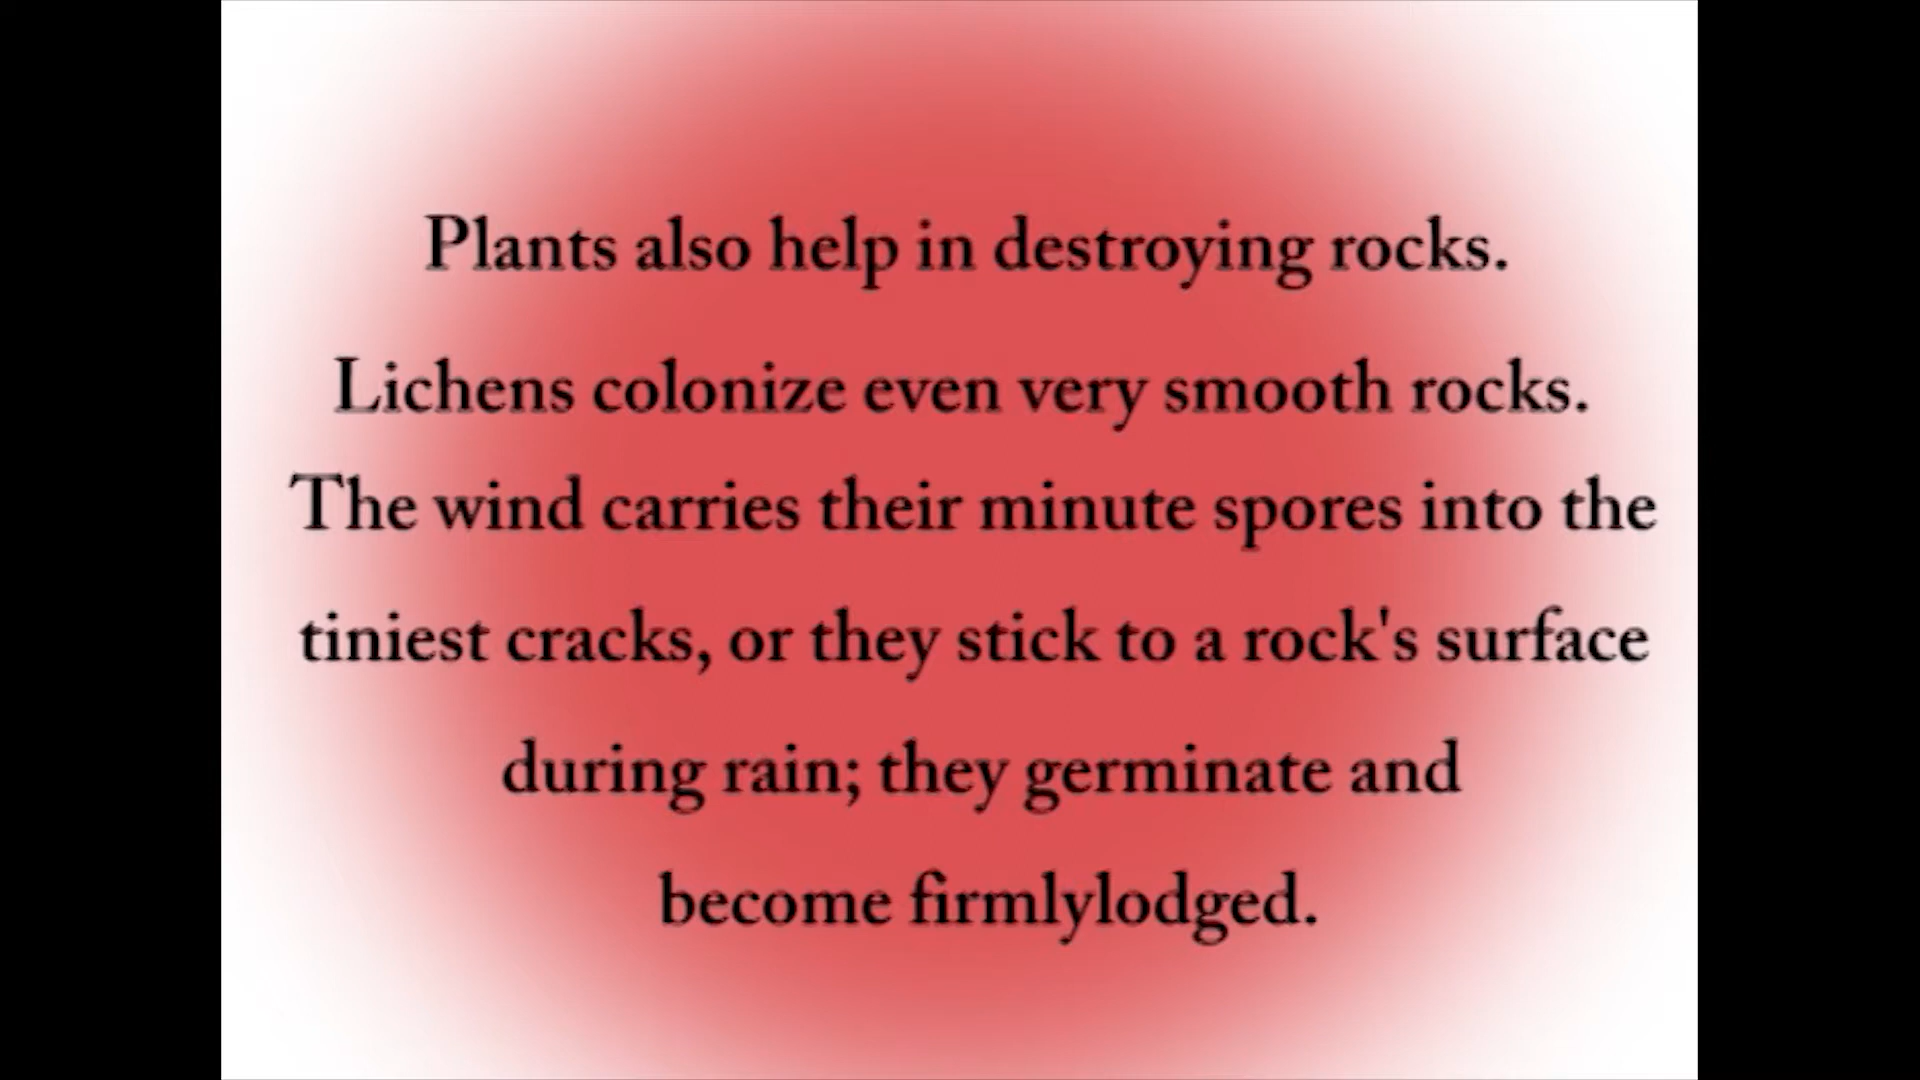 Plants also help in destroying rocks.
Lichens colonize even very smooth rocks.
The wind carries their minute spores into the
tiniest cracks, or they stick to a rock's surface
during rain; they germinate and
become firmlylodged.